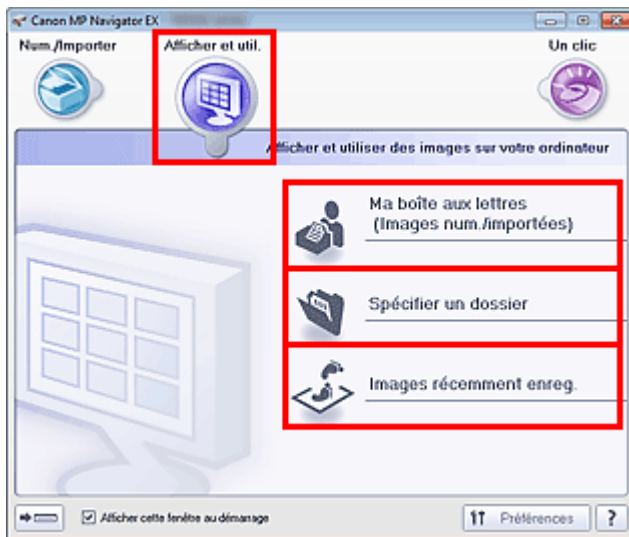 Canon MP Navigator EX
Num./Importer
Afficher et util.
Un clic
Afficher et utiliser des images sur votre ordinateur
Ma boîte aux lettres
(Images num./importées)
Spécifier un dossier
Images récemment enreg.
Afficher cette fenêtre au démarrage
Préférences
?